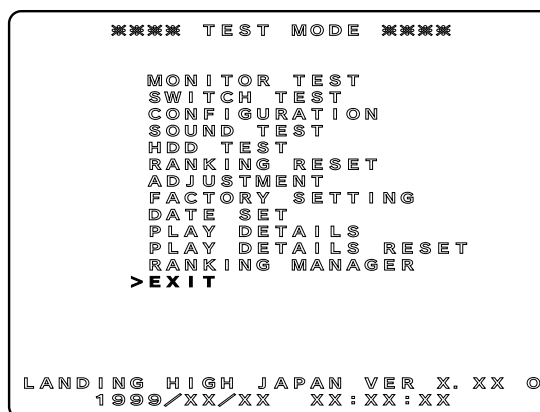 **** TEST MODE ****
MONITOR TEST
SWITCH TEST
CONFIGURATION
SOUND TEST
HDD TEST
RANKING RESET
ADJUSTMENT
FACTORY SETTING
DATE SET
PLAY DETAILS
PLAY DETAILS RESET
RANKING MANAGER
>EXIT
LANDING HIGH JAPAN VER X.XX O
1999/XX/XX XX:XX:XX